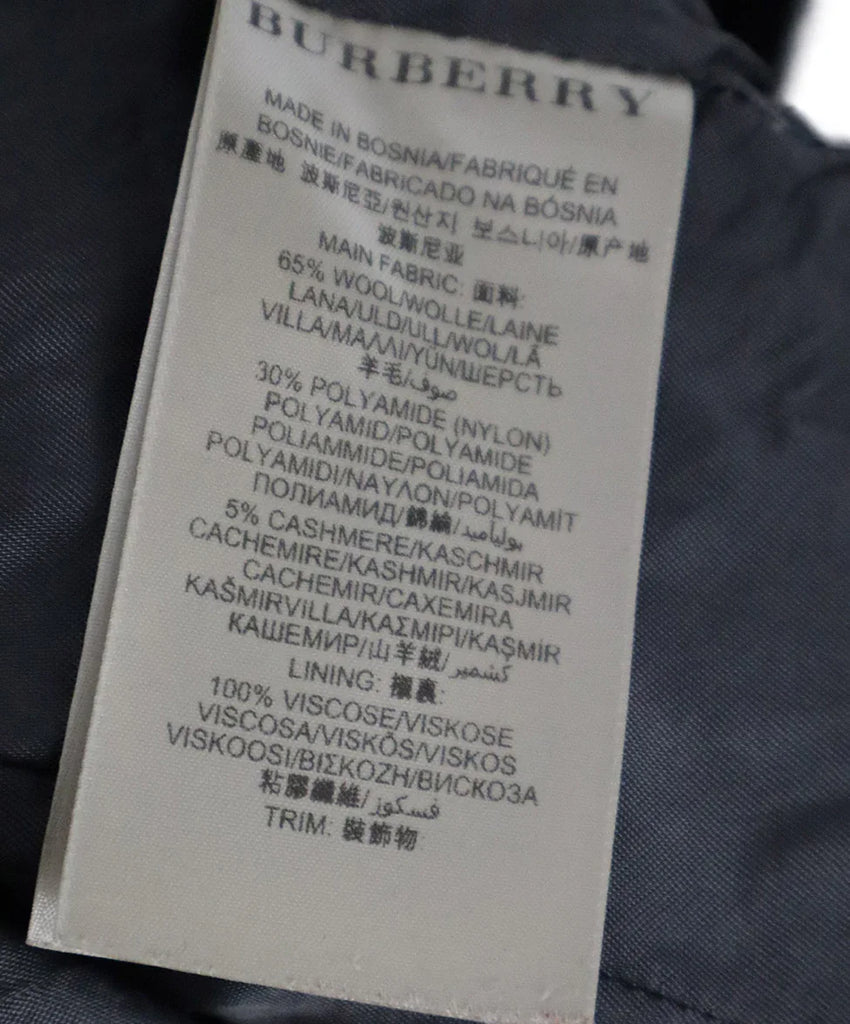 BURBERRY
MADE IN BOSNIA/FABRIQUÉ EN
BOSNIE/FABRICADO NA BÓSNIA
原產地 波斯尼亞/원산지 보스니아/原产地
波斯尼亚
MAIN FABRIC: 面料:
65% WOOL/WOLLE/LAINE
LANA/ULD/ULL/WOL/LÃ
VILLA/ΜΑΛΛΙ/YÜN/ШЕРСТЬ
羊毛/صوف
30% POLYAMIDE (NYLON)
POLYAMID/POLYAMIDE
POLIAMMIDE/POLIAMIDA
POLYAMIDI/ΝΑΥΛΟΝ/POLYAMİT
ПОЛИАМИД/錦綸/بولياميد
5% CASHMERE/KASCHMIR
CACHEMIRE/KASHMIR/KASJMIR
CACHEMIR/CAXEMIRA
KAŠMIRVILLA/ΚΑΣΜΙΡΙ/KAŞMIR
КАШЕМИР/山羊絨/كشمير
LINING: 裏:
100% VISCOSE/VISKOSE
VISCOSA/VISKÓS/VISKOS
VISKOOSI/ΒΙΣΚΟΖΗ/ВИСКОЗА
粘膠纖維/فسكوز
TRIM: 裝飾物: